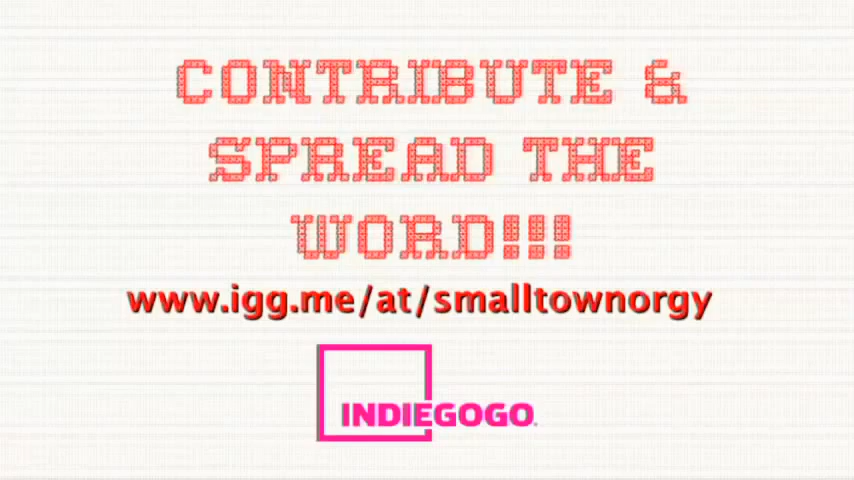 CONTRIBUTE &
SPREAD THE
WORD!!!
www.igg.me/at/smalltownorgy
INDIEGOGO